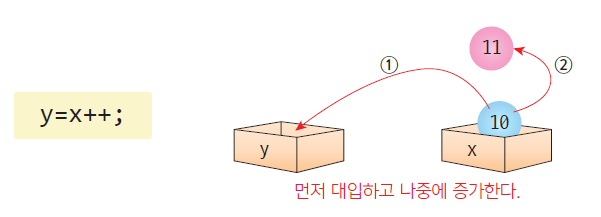 11
① ②
y=x++;
10
y x
먼저 대입하고 나중에 증가한다.